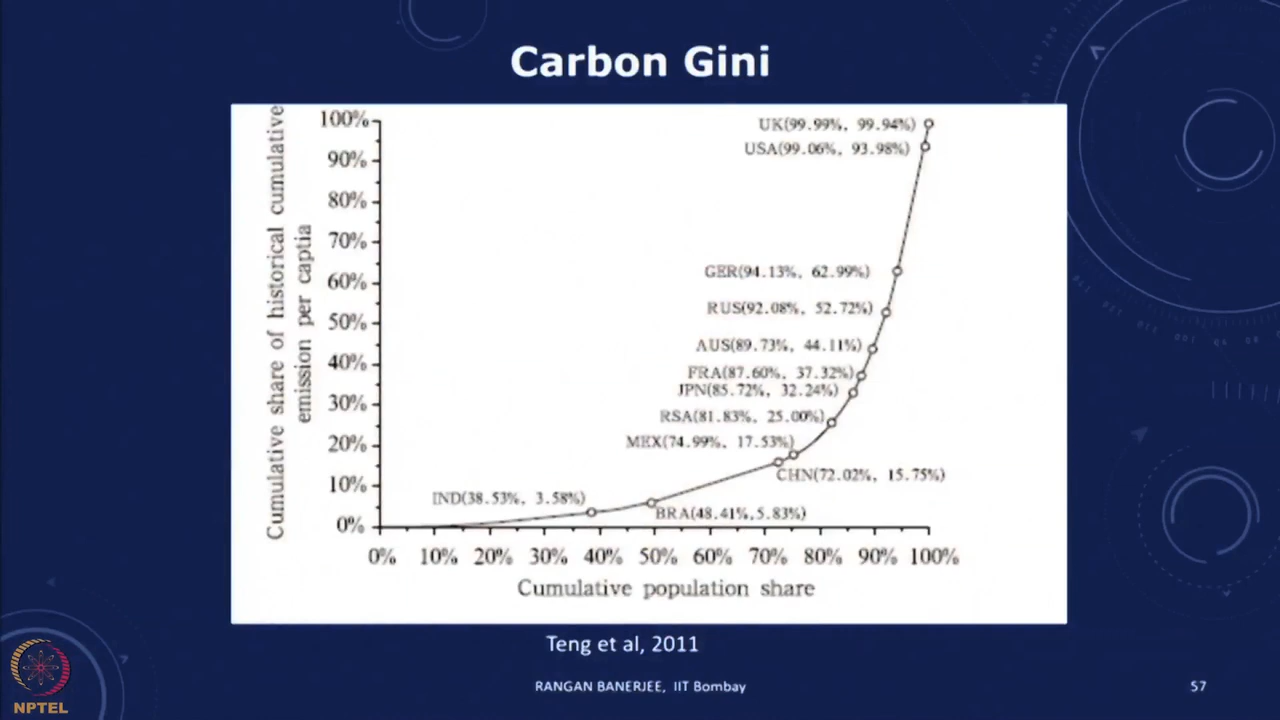 Carbon Gini
Cumulative share of historical cumulative
emission per captia
100%
90%
80%
70%
60%
50%
40%
30%
20%
10%
0%
UK(99.99%, 99.94%)
USA(99.06%, 93.98%)
GER(94.13%, 62.99%)
RUS(92.08%, 52.72%)
AUS(89.73%, 44.11%)
FRA(87.60%, 37.32%)
JPN(85.72%, 32.24%)
RSA(81.83%, 25.00%)
MEX(74.99%, 17.53%)
CHN(72.02%, 15.75%)
IND(38.53%, 3.58%)
BRA(48.41%,5.83%)
0% 10% 20% 30% 40% 50% 60% 70% 80% 90% 100%
Cumulative population share
Teng et al, 2011
RANGAN BANERJEE, IIT Bombay
57
NPTEL